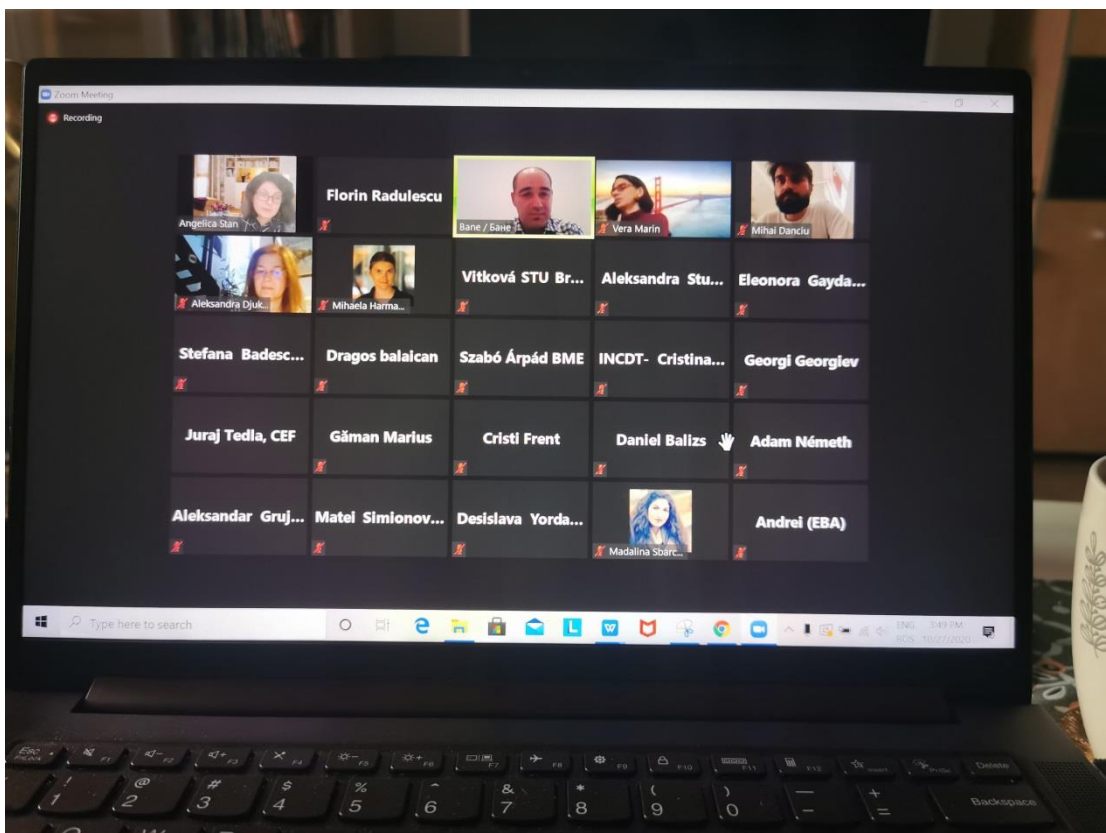 Zoom Meeting
Recording
Angelica Stan
Florin Radulescu
Bane / Бане
Vera Marin
Mihai Danciu
Aleksandra Djuk...
Mihaela Harma...
Vitková STU Br...
Aleksandra Stu...
Eleonora Gayda...
Stefana Badesc...
Dragos balaican
Szabó Árpád BME
INCDT- Cristina...
Georgi Georgiev
Juraj Tedla, CEF
Găman Marius
Cristi Frent
Daniel Balizs
Adam Németh
Aleksandar Gruj...
Matei Simionov...
Desislava Yorda...
Madalina Sbarc...
Andrei (EBA)
Type here to search
ENG 3:49 PM
ROS 10/27/2020
Esc F1 F2 F3 F4 F5 F6 F7 F8 F9 F10 F11 F12 Insert Delete
! @ # $ % ^ & * ( ) _ +
1 2 3 4 5 6 7 8 9 0 - = Backspace